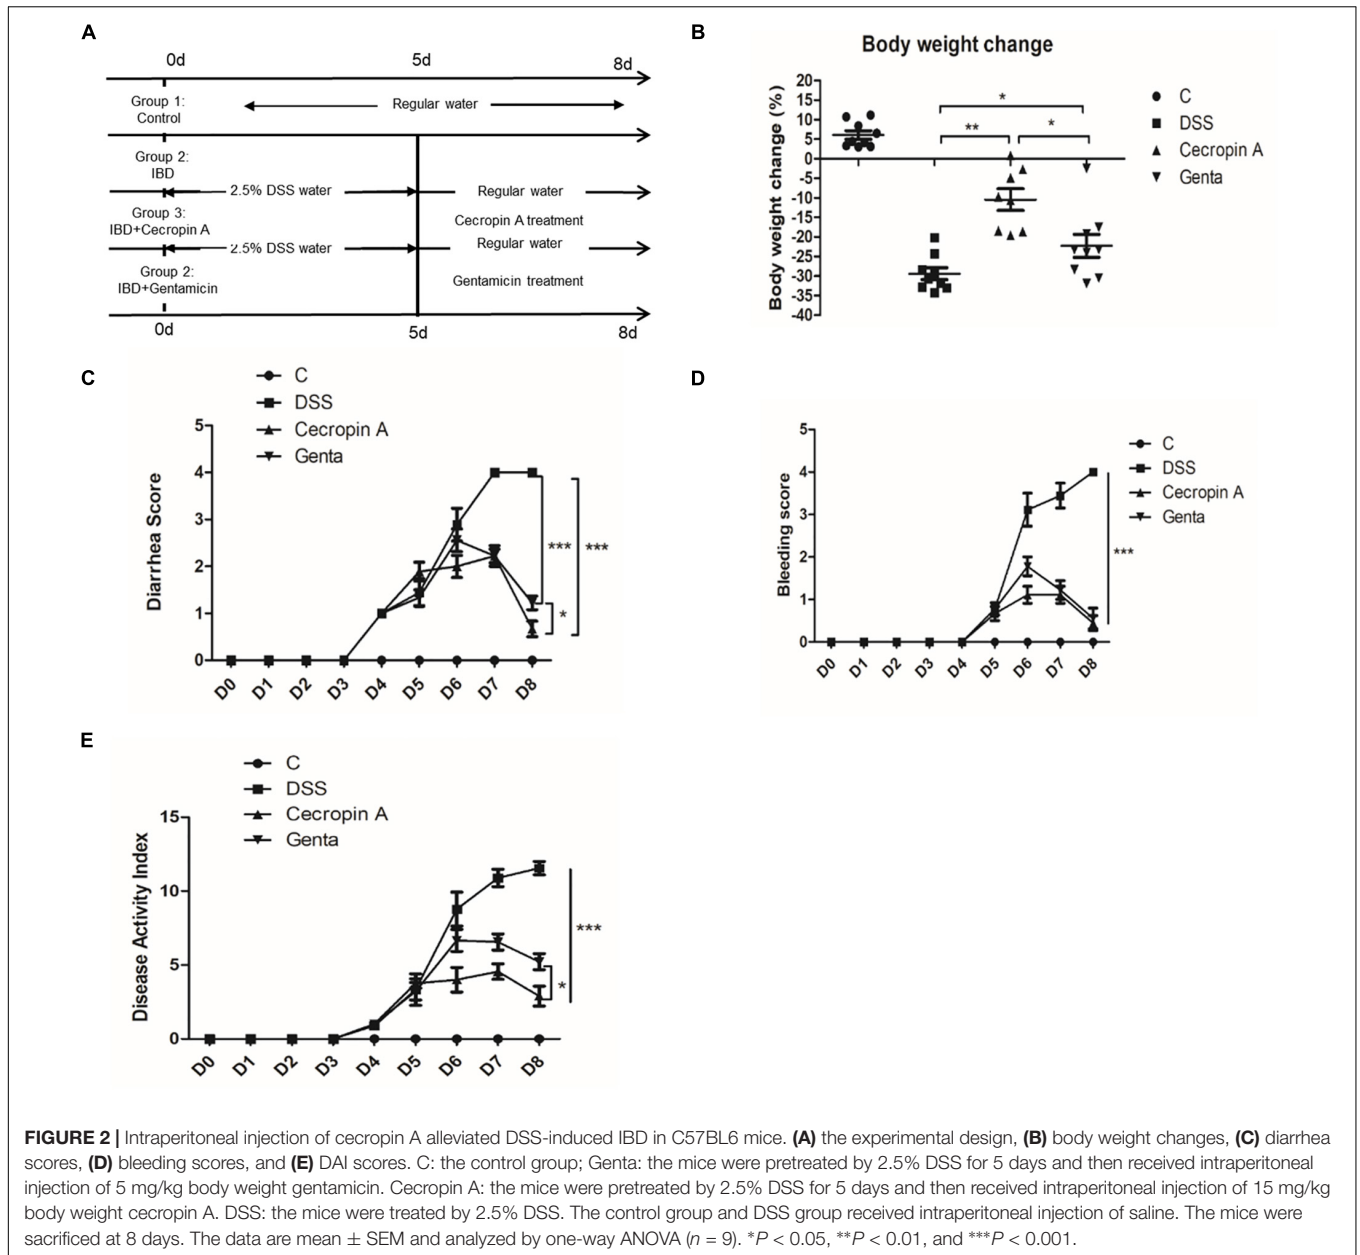 A
0d 5d 8d
Group 1:
Control
Regular water
Group 2:
IBD
2.5% DSS water
Regular water
Group 3:
IBD+Cecropin A
Cecropin A treatment
2.5% DSS water
Regular water
Group 2:
IBD+Gentamicin
Gentamicin treatment
0d 5d 8d
B
Body weight change
Body weight change (%)
20
15
10
5
0
-5
-10
-15
-20
-25
-30
-35
-40
*
** *
C
DSS
Cecropin A
Genta
C
C
DSS
Cecropin A
Genta
Diarrhea Score
5
4
3
2
1
0
D0 D1 D2 D3 D4 D5 D6 D7 D8
*** ***
*
D
Bleeding score
5
4
3
2
1
0
D0 D1 D2 D3 D4 D5 D6 D7 D8
C
DSS
Cecropin A
Genta
***
E
C
DSS
Cecropin A
Genta
Disease Activity Index
15
10
5
0
D0 D1 D2 D3 D4 D5 D6 D7 D8
***
*
FIGURE 2 | Intraperitoneal injection of cecropin A alleviated DSS-induced IBD in C57BL6 mice. (A) the experimental design, (B) body weight changes, (C) diarrhea
scores, (D) bleeding scores, and (E) DAI scores. C: the control group; Genta: the mice were pretreated by 2.5% DSS for 5 days and then received intraperitoneal
injection of 5 mg/kg body weight gentamicin. Cecropin A: the mice were pretreated by 2.5% DSS for 5 days and then received intraperitoneal injection of 15 mg/kg
body weight cecropin A. DSS: the mice were treated by 2.5% DSS. The control group and DSS group received intraperitoneal injection of saline. The mice were
sacrificed at 8 days. The data are mean ± SEM and analyzed by one-way ANOVA (n = 9). *P < 0.05, **P < 0.01, and ***P < 0.001.